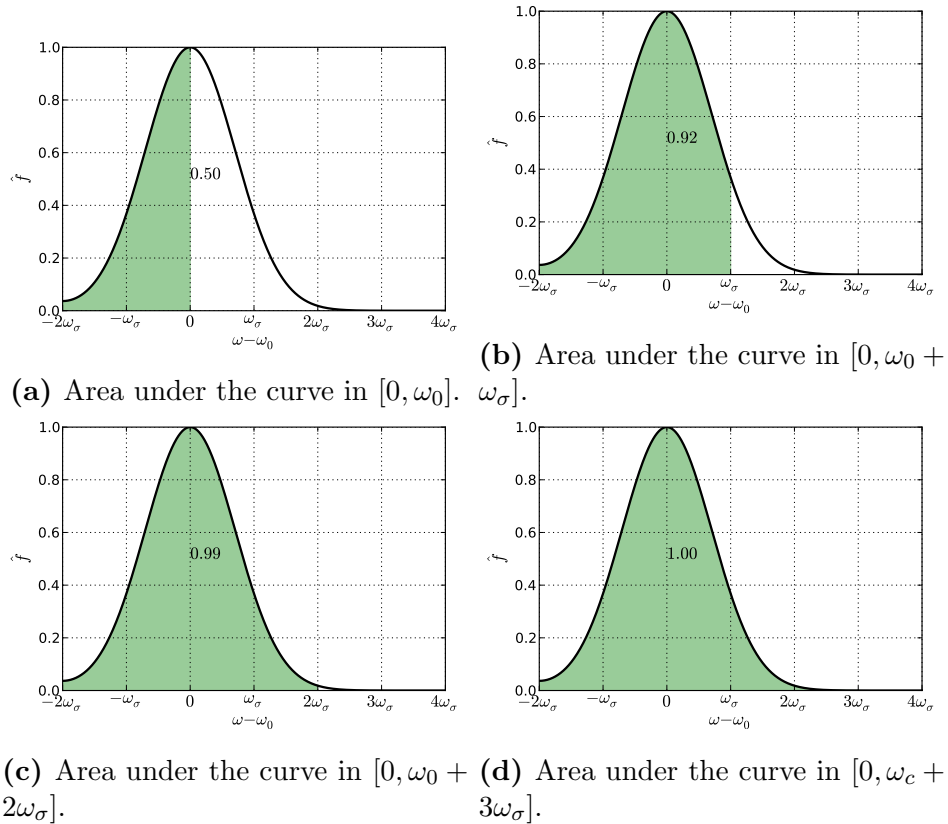 1.0
0.8
0.6
0.4
0.2
0.0
f̂
0.50
−2ω_σ −ω_σ 0 ω_σ 2ω_σ 3ω_σ 4ω_σ
ω−ω_0
(a) Area under the curve in [0, ω_0].
1.0
0.8
0.6
0.4
0.2
0.0
f̂
0.92
−2ω_σ −ω_σ 0 ω_σ 2ω_σ 3ω_σ 4ω_σ
ω−ω_0
(b) Area under the curve in [0, ω_0 +
ω_σ].
1.0
0.8
0.6
0.4
0.2
0.0
f̂
0.99
−2ω_σ −ω_σ 0 ω_σ 2ω_σ 3ω_σ 4ω_σ
ω−ω_0
(c) Area under the curve in [0, ω_0 +
2ω_σ].
1.0
0.8
0.6
0.4
0.2
0.0
f̂
1.00
−2ω_σ −ω_σ 0 ω_σ 2ω_σ 3ω_σ 4ω_σ
ω−ω_0
(d) Area under the curve in [0, ω_c +
3ω_σ].